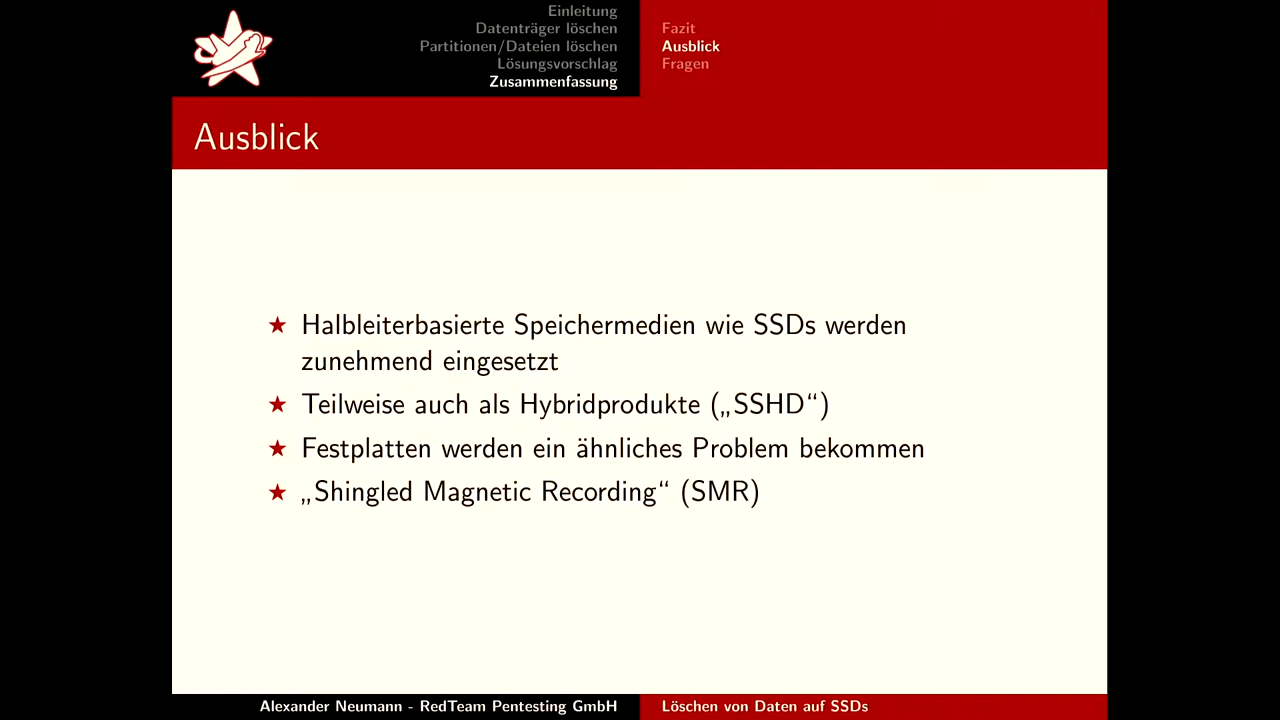 Einleitung
Datenträger löschen
Partitionen/Dateien löschen
Lösungsvorschlag
Zusammenfassung
Fazit
Ausblick
Fragen
Ausblick
★ Halbleiterbasierte Speichermedien wie SSDs werden
zunehmend eingesetzt
★ Teilweise auch als Hybridprodukte („SSHD“)
★ Festplatten werden ein ähnliches Problem bekommen
★ „Shingled Magnetic Recording“ (SMR)
Alexander Neumann - RedTeam Pentesting GmbH
Löschen von Daten auf SSDs